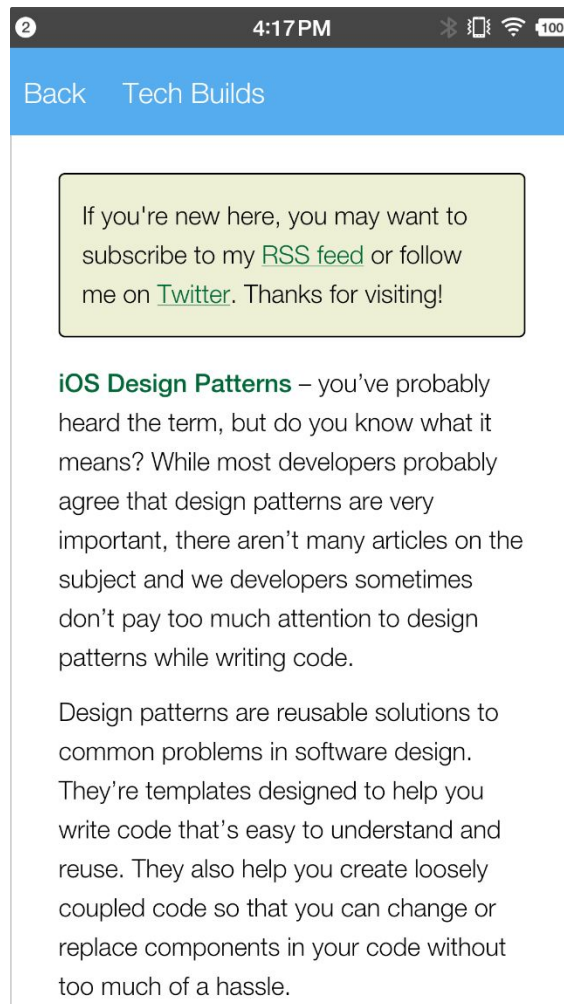 2 4:17 PM 100
Back Tech Builds
If you're new here, you may want to
subscribe to my RSS feed or follow
me on Twitter. Thanks for visiting!
iOS Design Patterns – you’ve probably
heard the term, but do you know what it
means? While most developers probably
agree that design patterns are very
important, there aren’t many articles on the
subject and we developers sometimes
don’t pay too much attention to design
patterns while writing code.
Design patterns are reusable solutions to
common problems in software design.
They’re templates designed to help you
write code that’s easy to understand and
reuse. They also help you create loosely
coupled code so that you can change or
replace components in your code without
too much of a hassle.